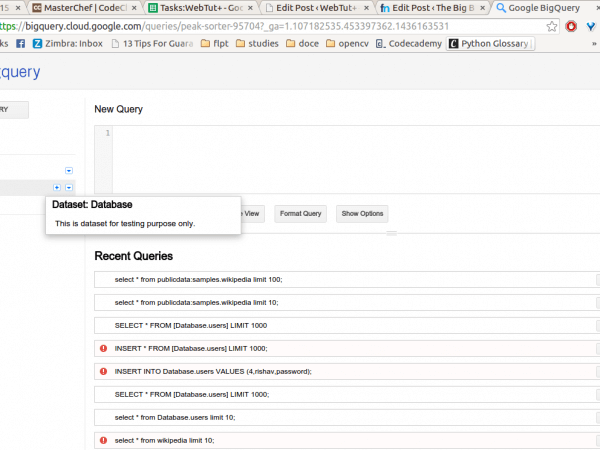 15
MasterChef | CodeCl
Tasks:WebTut+ - Goo
Edit Post ‹ WebTut+
Edit Post ‹ The Big B
Google BigQuery
https://bigquery.cloud.google.com/queries/peak-sorter-95704?_ga=1.107182535.453397362.1436163531
ks
Zimbra: Inbox
13 Tips For Guara
flpt
studies
doce
opencv
Codecademy
Python Glossary |
igquery
RY
New Query
1
Dataset: Database
This is dataset for testing purpose only.
e View
Format Query
Show Options
Recent Queries
select * from publicdata:samples.wikipedia limit 100;
select * from publicdata:samples.wikipedia limit 10;
SELECT * FROM [Database.users] LIMIT 1000
INSERT * FROM [Database.users] LIMIT 1000;
INSERT INTO Database.users VALUES (4,rishav,password);
SELECT * FROM [Database.users] LIMIT 1000;
select * from Database.users limit 10;
select * from wikipedia limit 10;